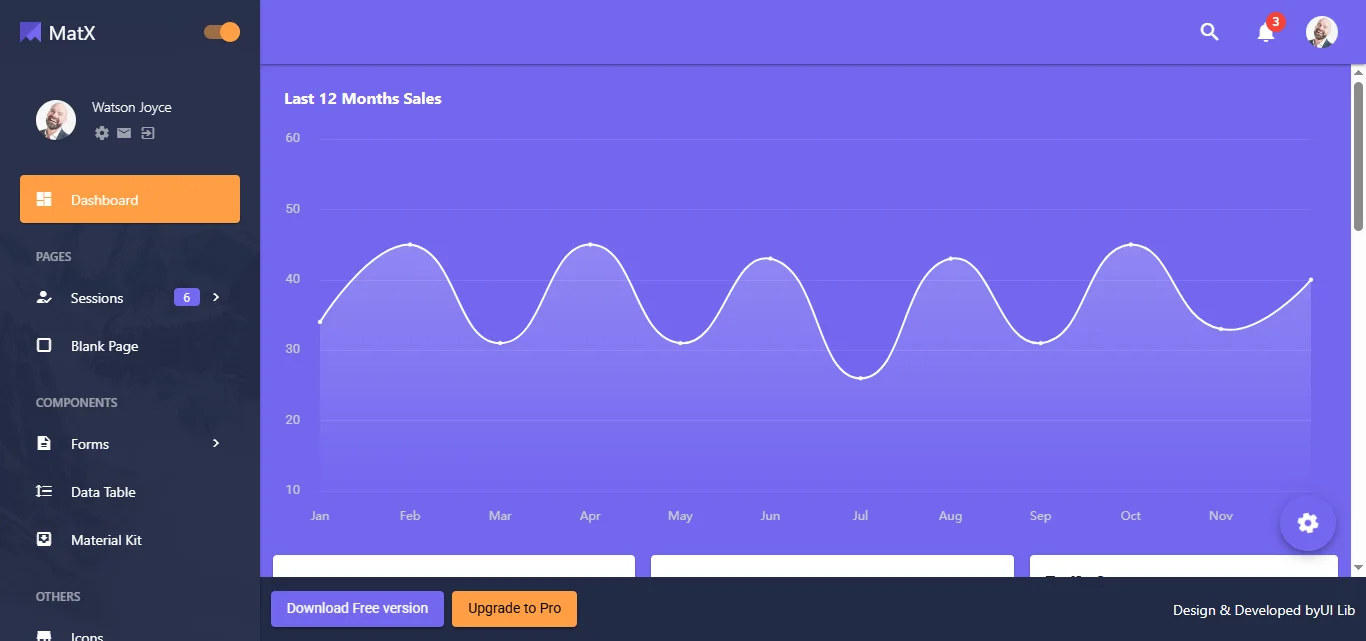 MatX
3
Watson Joyce
Dashboard
PAGES
Sessions 6
Blank Page
COMPONENTS
Forms
Data Table
Material Kit
OTHERS
Icons
Last 12 Months Sales
60
50
40
30
20
10
Jan Feb Mar Apr May Jun Jul Aug Sep Oct Nov
Download Free version
Upgrade to Pro
Design & Developed byUI Lib